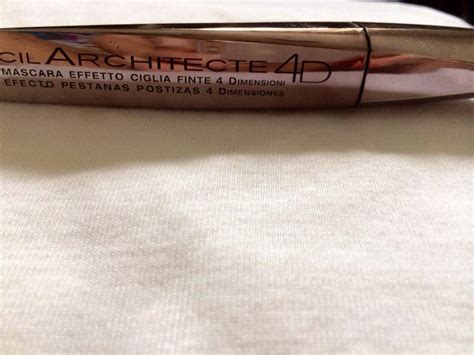 CIL ARCHITECTE 4D
MASCARA EFFETTO CIGLIA FINTE 4 DIMENSIONI
EFECTO PESTANAS POSTIZAS 4 DIMENSIONES